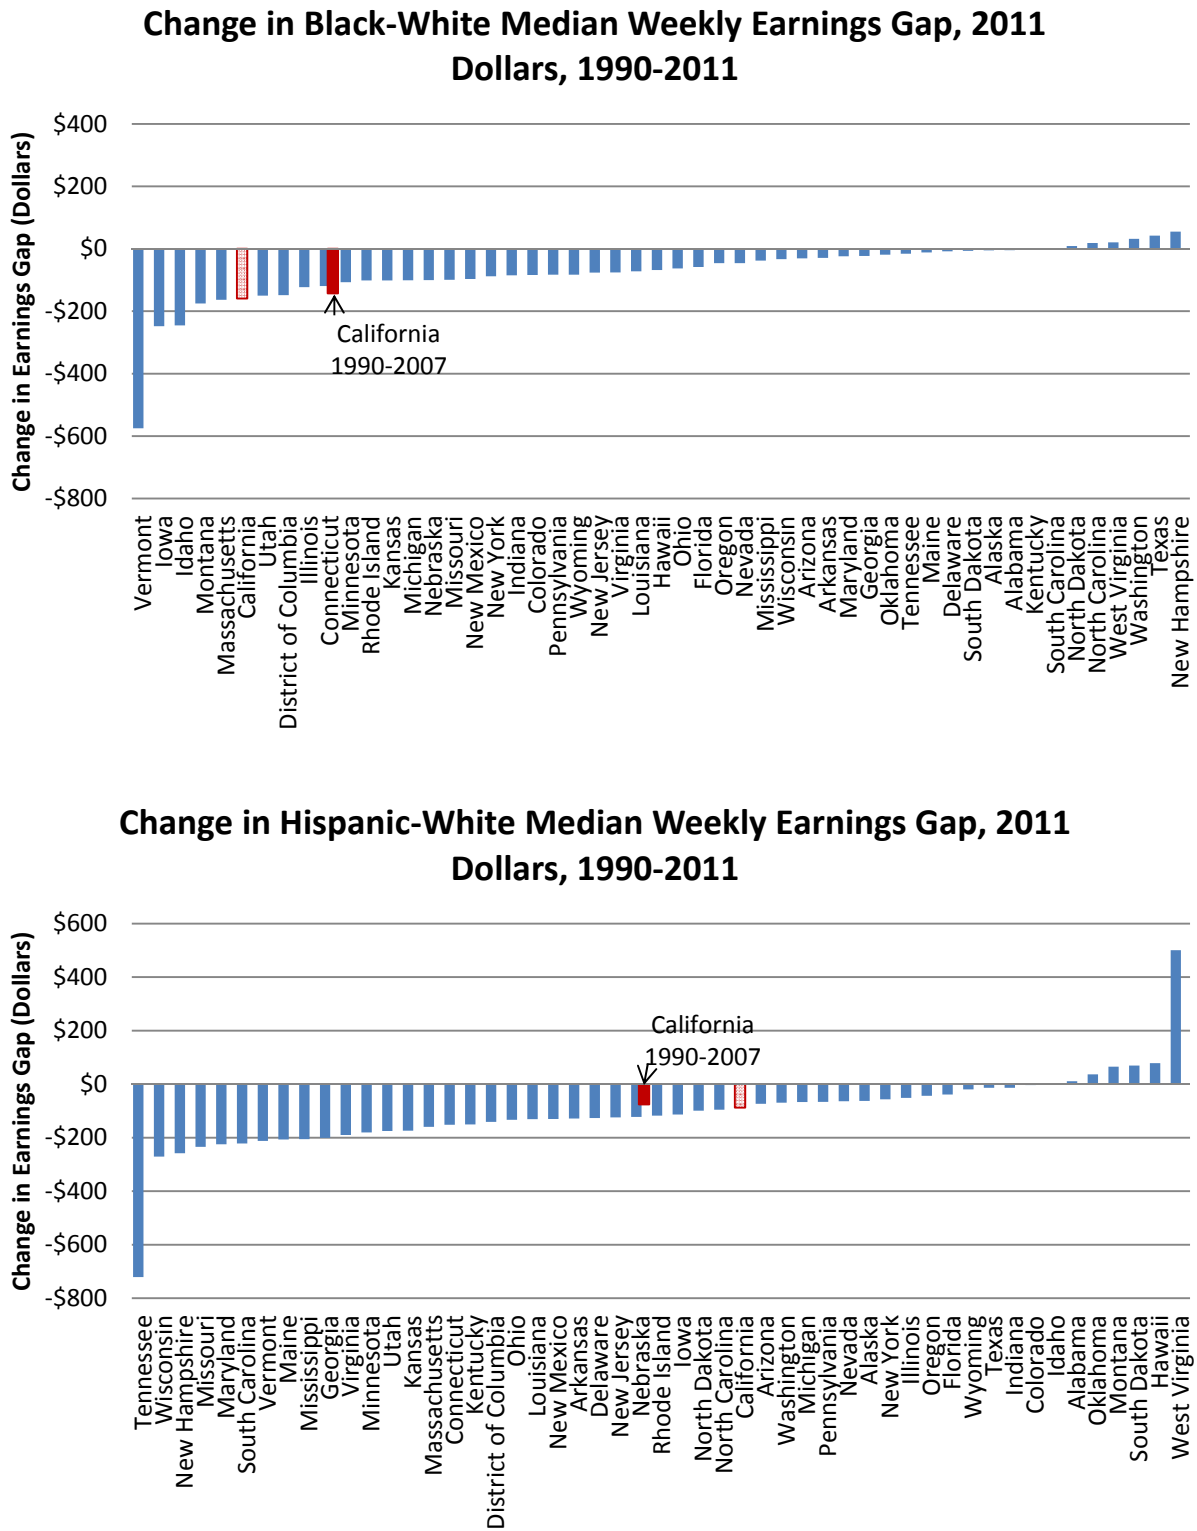 Change in Black-White Median Weekly Earnings Gap, 2011
Dollars, 1990-2011
Change in Earnings Gap (Dollars)
$400
$200
$0
-$200
-$400
-$600
-$800
California
1990-2007
Vermont
Iowa
Idaho
Montana
Massachusetts
California
Utah
District of Columbia
Illinois
Connecticut
Minnesota
Rhode Island
Kansas
Michigan
Nebraska
Missouri
New Mexico
New York
Indiana
Colorado
Pennsylvania
Wyoming
New Jersey
Virginia
Louisiana
Hawaii
Ohio
Florida
Oregon
Nevada
Mississippi
Wisconsin
Arizona
Arkansas
Maryland
Georgia
Oklahoma
Tennessee
Maine
Delaware
South Dakota
Alaska
Alabama
Kentucky
South Carolina
North Dakota
North Carolina
West Virginia
Washington
Texas
New Hampshire
Change in Hispanic-White Median Weekly Earnings Gap, 2011
Dollars, 1990-2011
Change in Earnings Gap (Dollars)
$600
$400
$200
$0
-$200
-$400
-$600
-$800
California
1990-2007
Tennessee
Wisconsin
New Hampshire
Missouri
Maryland
South Carolina
Vermont
Maine
Mississippi
Georgia
Virginia
Minnesota
Utah
Kansas
Massachusetts
Connecticut
Kentucky
District of Columbia
Ohio
Louisiana
New Mexico
Arkansas
Delaware
New Jersey
Nebraska
Rhode Island
Iowa
North Dakota
North Carolina
California
Arizona
Washington
Michigan
Pennsylvania
Nevada
Alaska
New York
Illinois
Oregon
Florida
Wyoming
Texas
Indiana
Colorado
Idaho
Alabama
Oklahoma
Montana
South Dakota
Hawaii
West Virginia